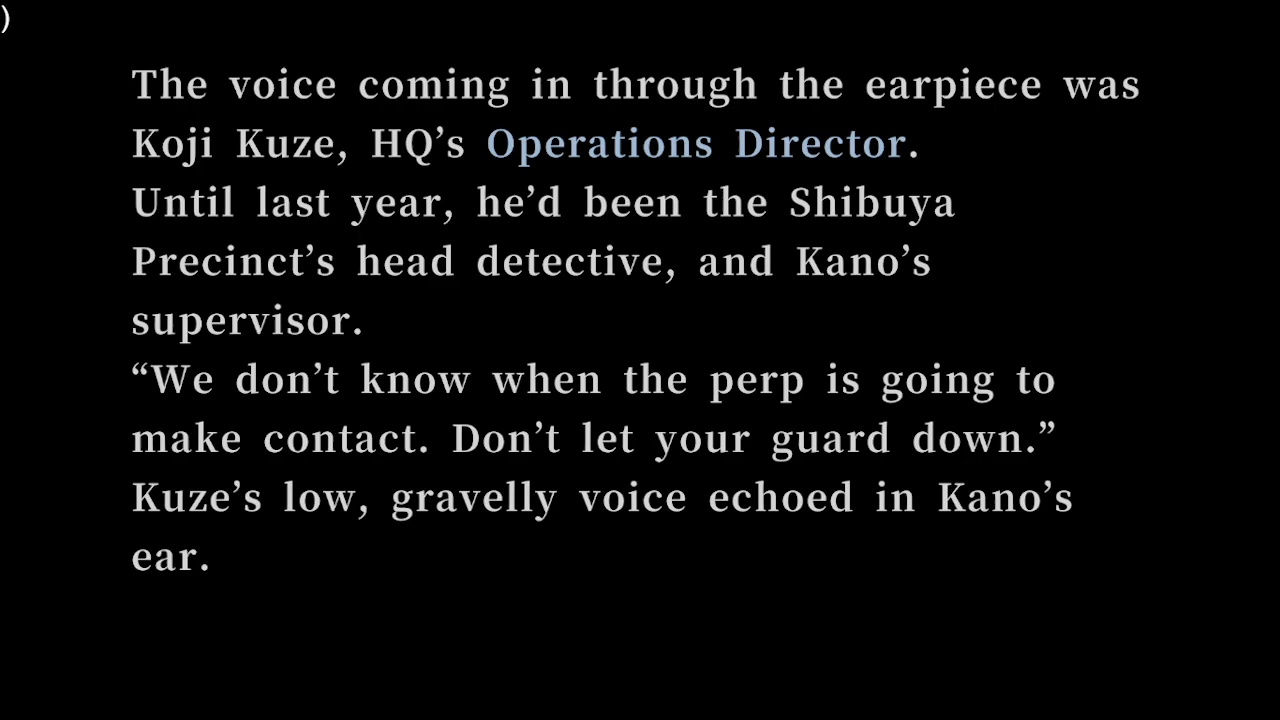 )
The voice coming in through the earpiece was
Koji Kuze, HQ’s Operations Director.
Until last year, he’d been the Shibuya
Precinct’s head detective, and Kano’s
supervisor.
“We don’t know when the perp is going to
make contact. Don’t let your guard down.”
Kuze’s low, gravelly voice echoed in Kano’s
ear.